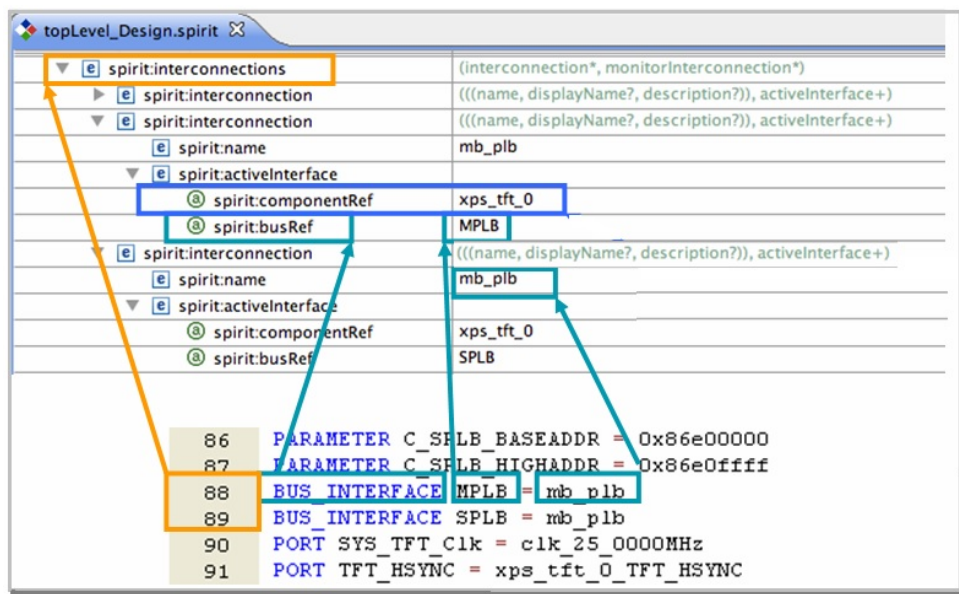 topLevel_Design.spirit
spirit:interconnections (interconnection*, monitorInterconnection*)
spirit:interconnection (((name, displayName?, description?)), activeInterface+)
spirit:interconnection (((name, displayName?, description?)), activeInterface+)
spirit:name mb_plb
spirit:activeInterface
spirit:componentRef xps_tft_0
spirit:busRef MPLB
spirit:interconnection (((name, displayName?, description?)), activeInterface+)
spirit:name mb_plb
spirit:activeInterface
spirit:componentRef xps_tft_0
spirit:busRef SPLB
86 PARAMETER C_SPLB_BASEADDR = 0x86e00000
87 PARAMETER C_SPLB_HIGHADDR = 0x86e0ffff
88 BUS_INTERFACE MPLB = mb_plb
89 BUS_INTERFACE SPLB = mb_plb
90 PORT SYS_TFT_Clk = clk_25_0000MHz
91 PORT TFT_HSYNC = xps_tft_0_TFT_HSYNC